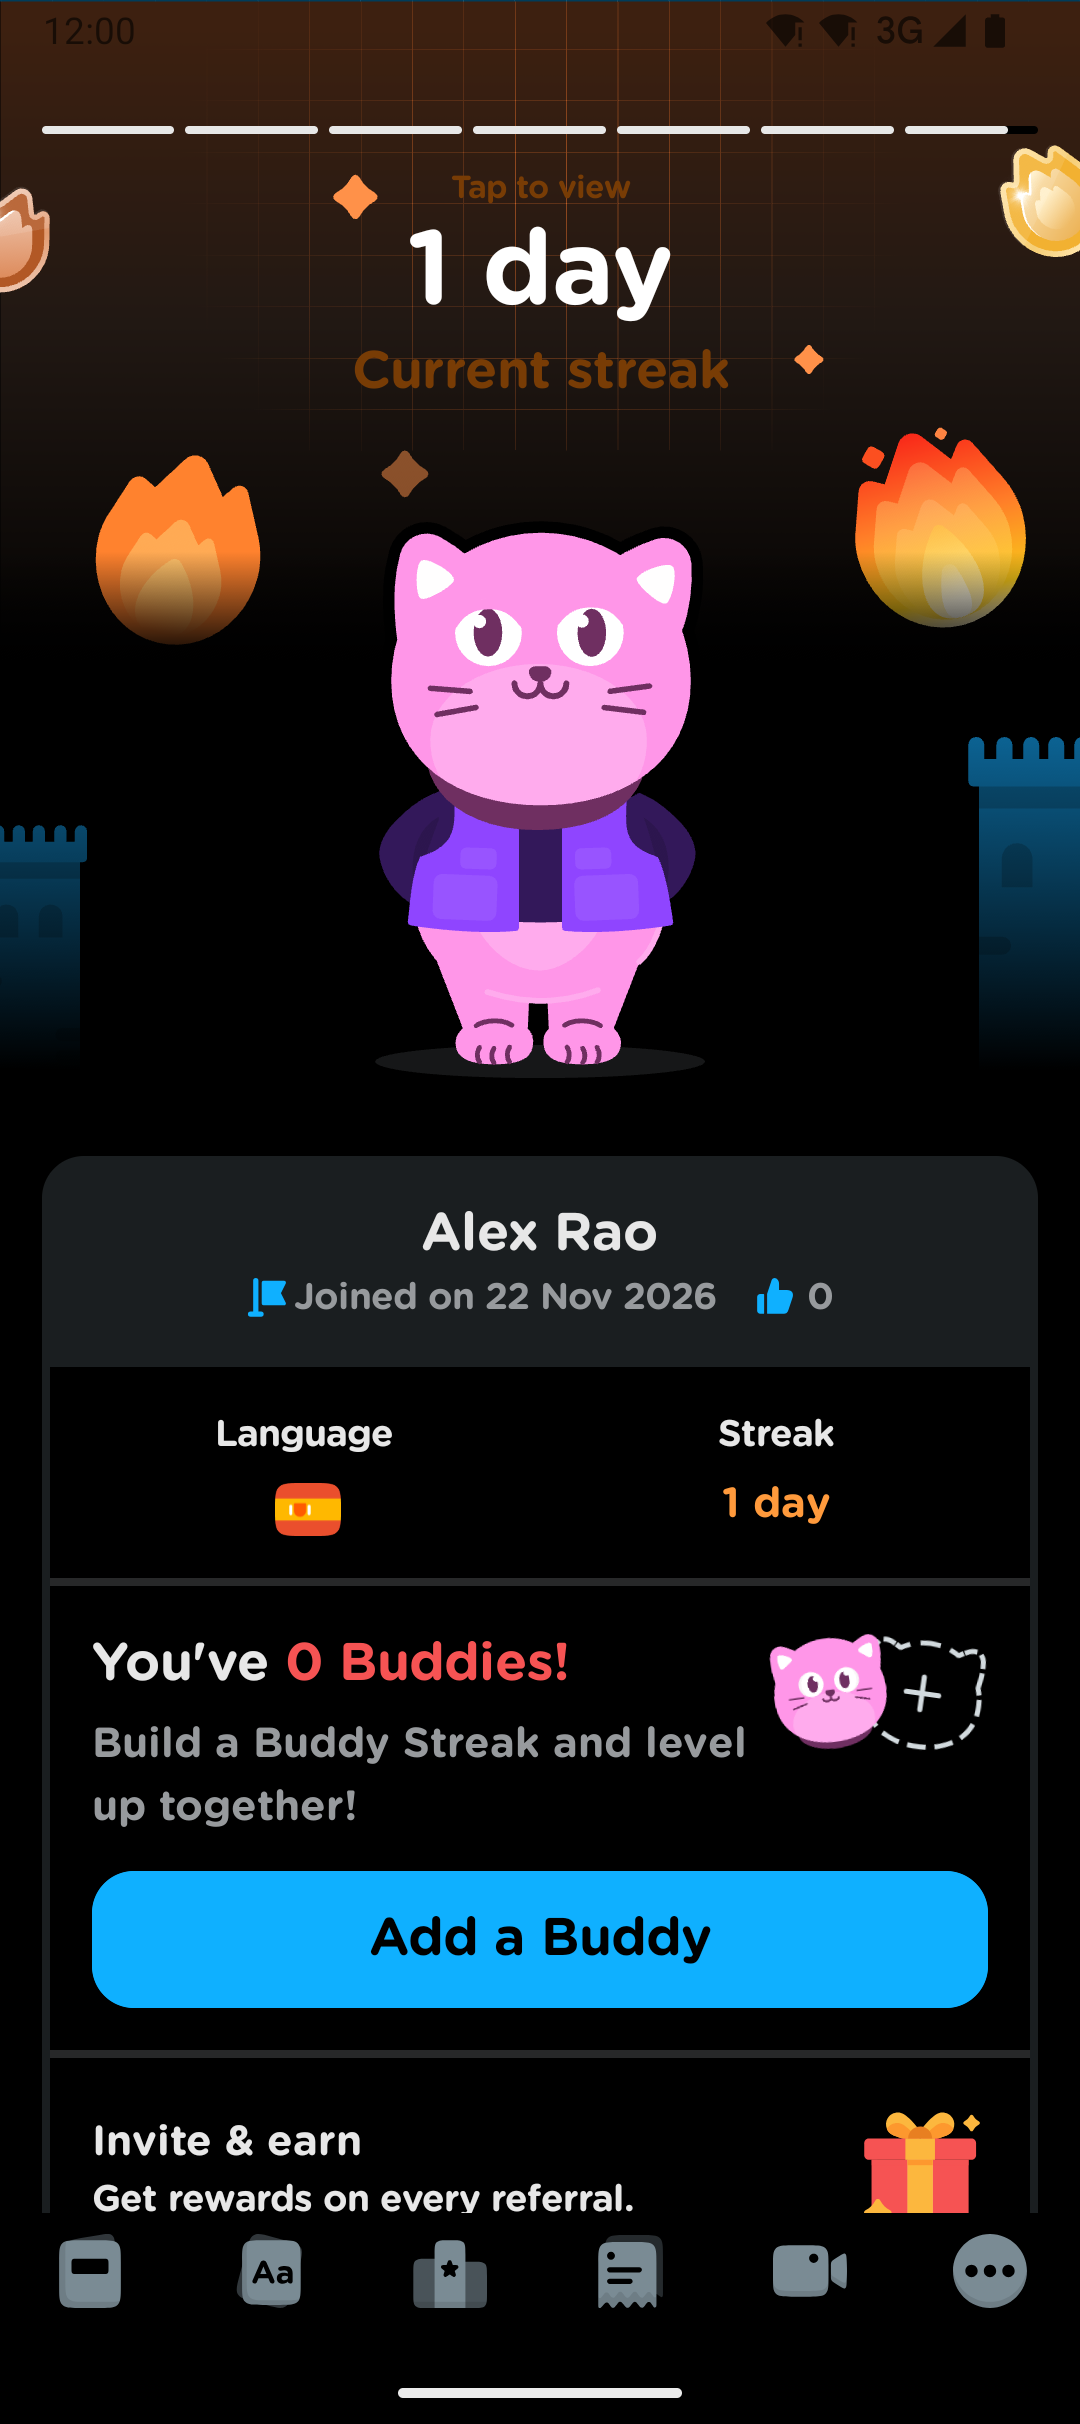 12:00
3G
Tap to view
1 day
Current streak
Alex Rao
Joined on 22 Nov 2026
0
Language
Streak
1 day
You've 0 Buddies!
Build a Buddy Streak and level
up together!
Add a Buddy
Invite & earn
Get rewards on every referral.
Aa